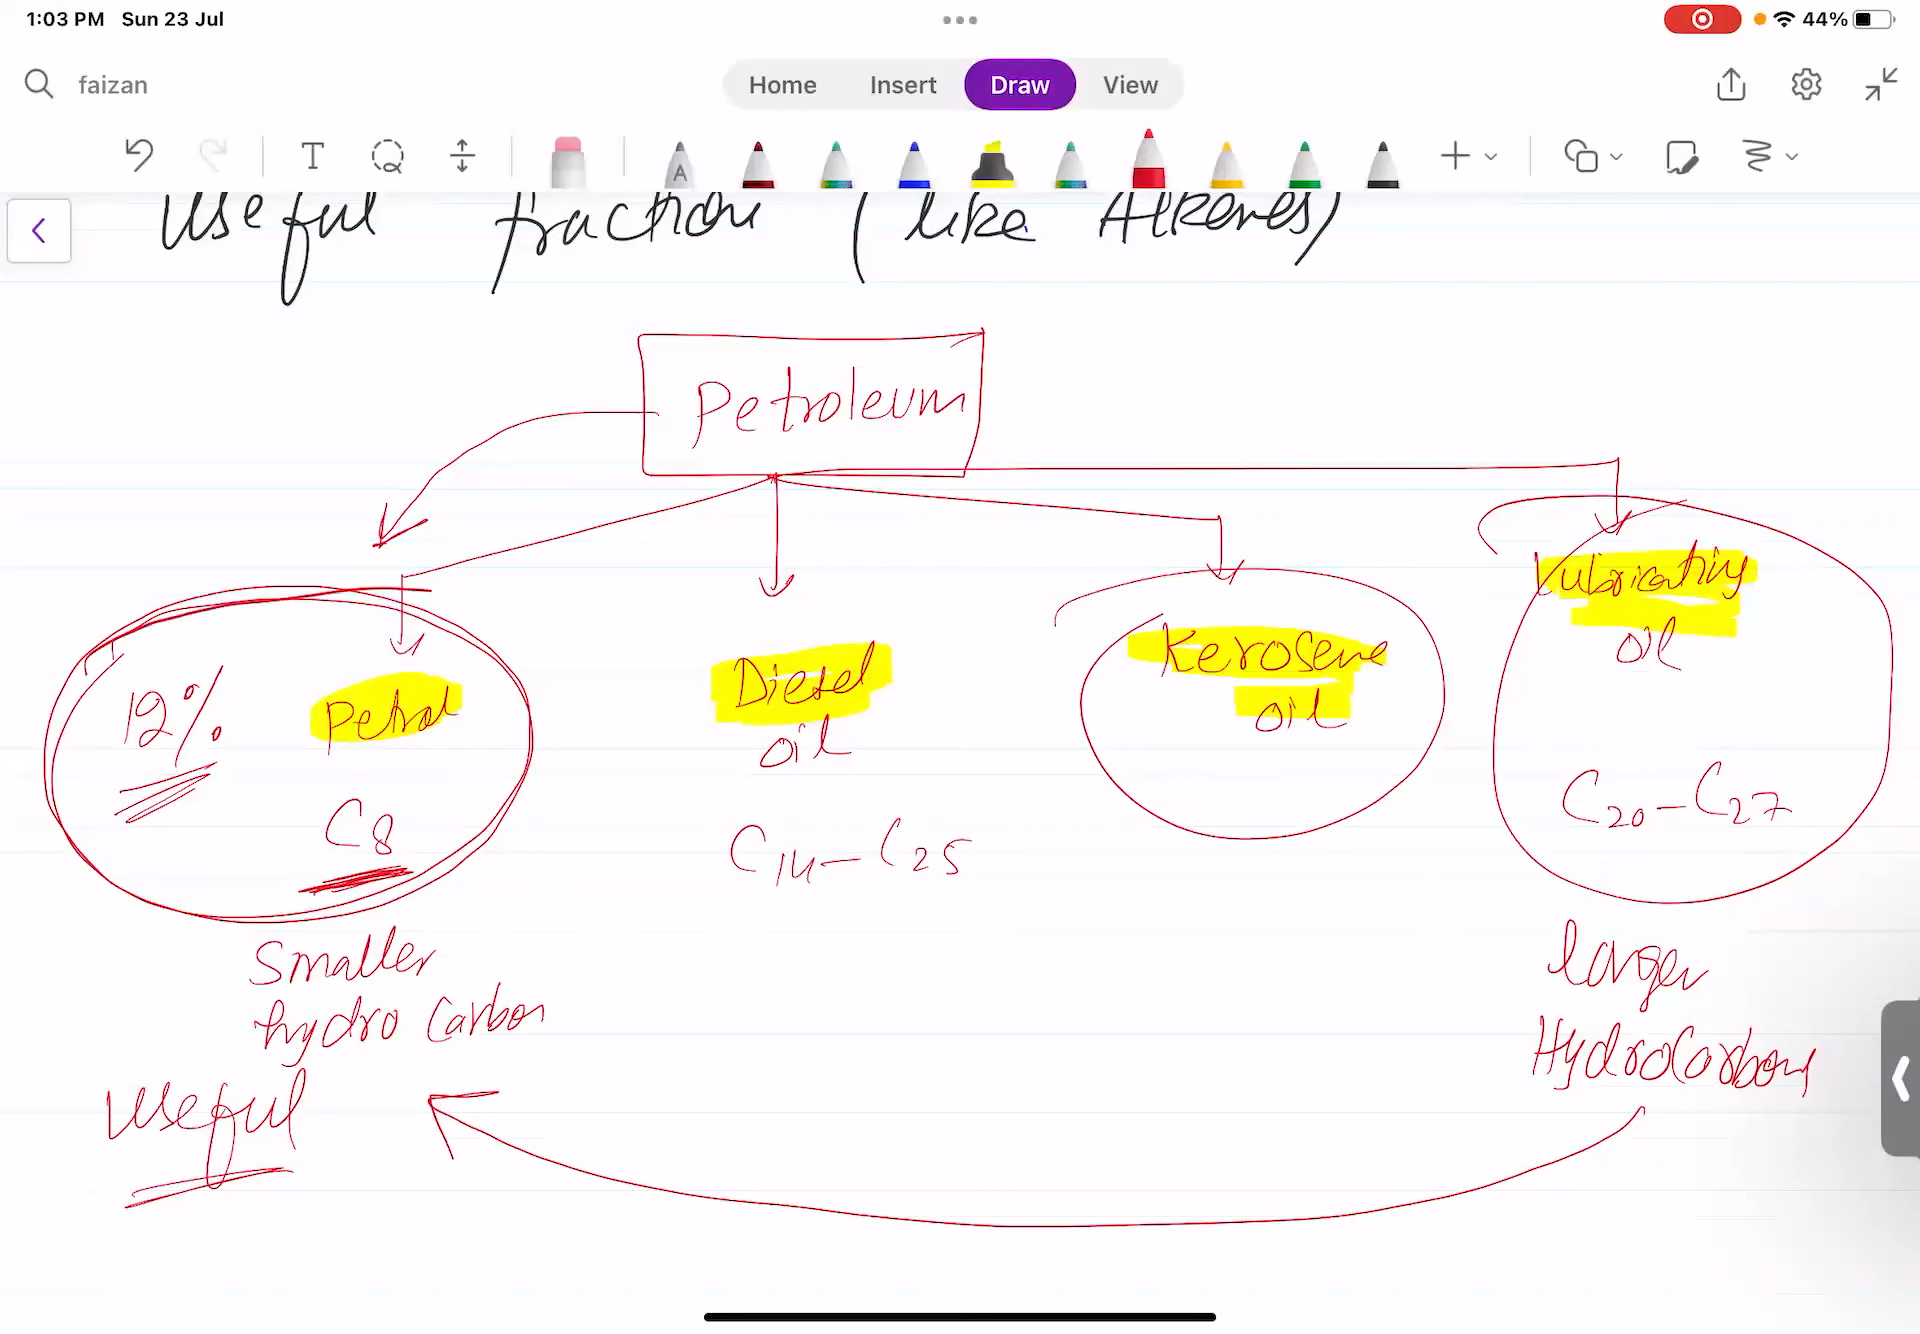 1:03 PM Sun 23 Jul
44%
faizan
Home Insert Draw View
T
A
Useful fraction (like Alkenes)
Petroleum
Lubricating
oil
Kerosene
oil
Diesel
oil
12% Petrol
C8
C14-C25
C20-C27
Smaller
hydro Carbon
Useful
larger
HydroCarbons